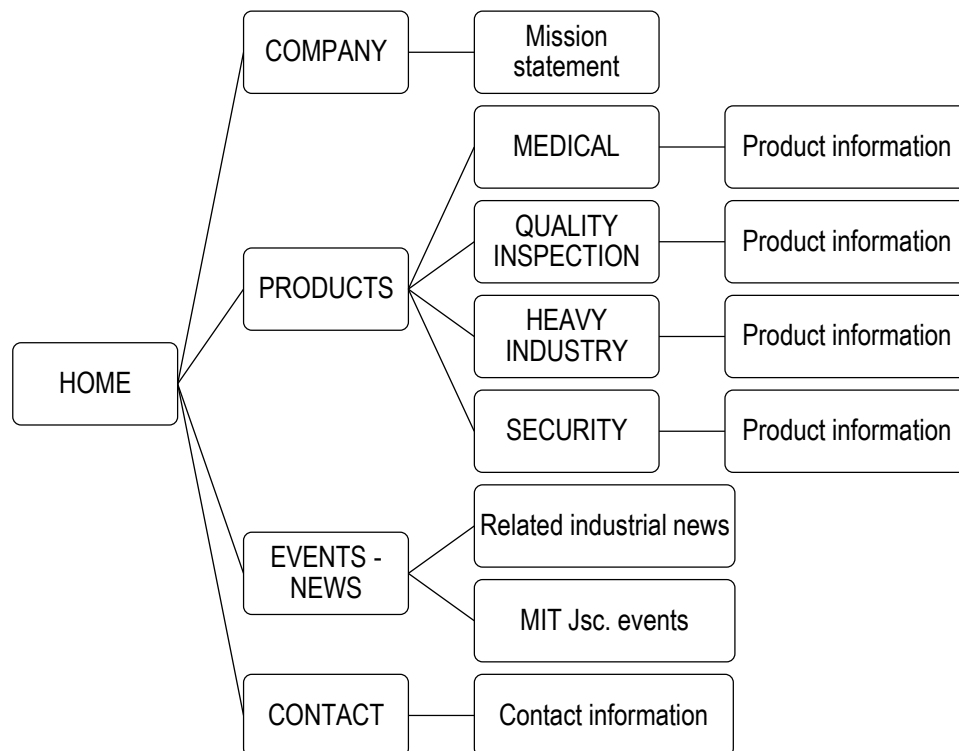 COMPANY
Mission
statement
MEDICAL
Product information
QUALITY
INSPECTION
Product information
PRODUCTS
HEAVY
INDUSTRY
Product information
HOME
SECURITY
Product information
Related industrial news
EVENTS -
NEWS
MIT Jsc. events
CONTACT
Contact information